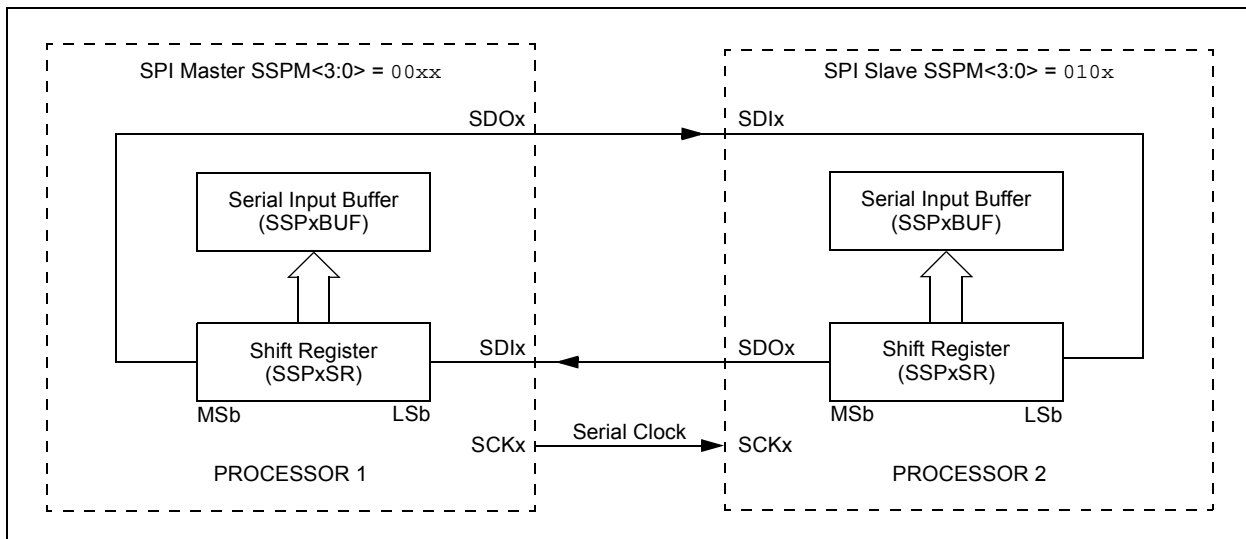 SPI Master SSPM<3:0> = 00xx
SDOx
Serial Input Buffer
(SSPxBUF)
Shift Register
(SSPxSR)
MSb
LSb
SDIx
SCKx
PROCESSOR 1
Serial Clock
SPI Slave SSPM<3:0> = 010x
SDIx
Serial Input Buffer
(SSPxBUF)
SDOx
Shift Register
(SSPxSR)
MSb
LSb
SCKx
PROCESSOR 2